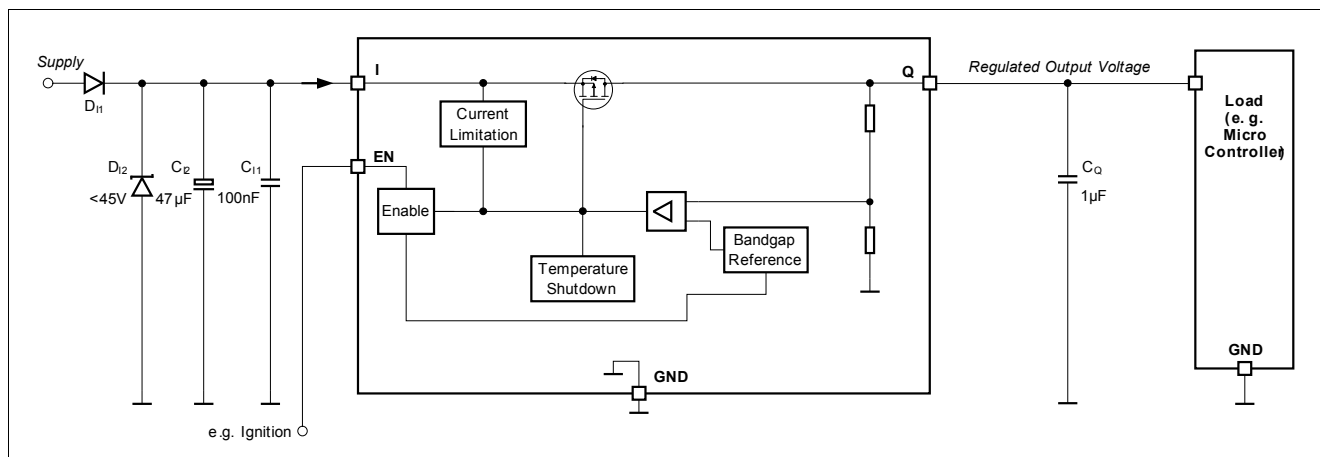 Supply
D_I1
D_I2
<45V
C_I2
47µF
C_I1
100nF
e.g. Ignition
I
EN
Current
Limitation
Enable
Temperature
Shutdown
Bandgap
Reference
GND
Q
Regulated Output Voltage
C_Q
1µF
Load
(e. g.
Micro
Controller)
GND